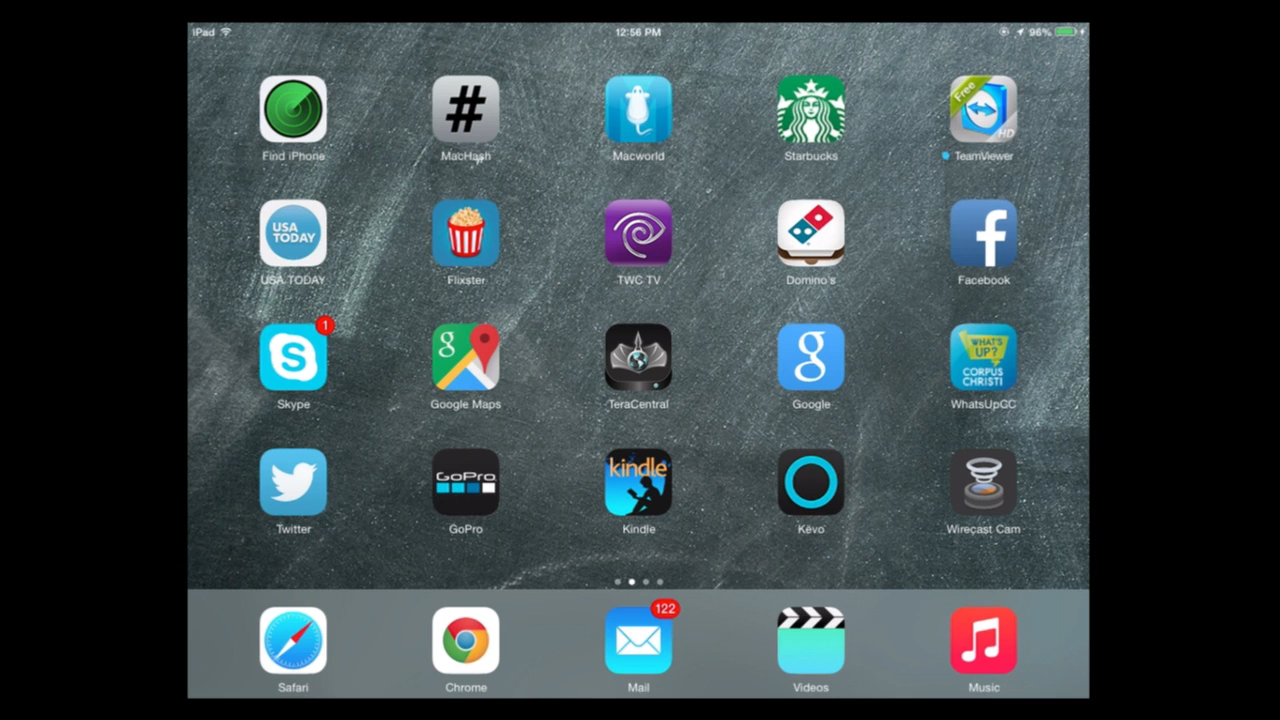 iPad 12:56 PM 96%
#
Free
HD
Find iPhone MacHash Macworld Starbucks TeamViewer
USA TODAY
f
USA TODAY Flixster TWC TV Domino's Facebook
1
S g g WHAT'S UP? CORPUS CHRISTI
Skype Google Maps TeraCentral Google WhatsUpCC
GoPro kindle
Twitter GoPro Kindle Kēvo Wirecast Cam
122
Safari Chrome Mail Videos Music